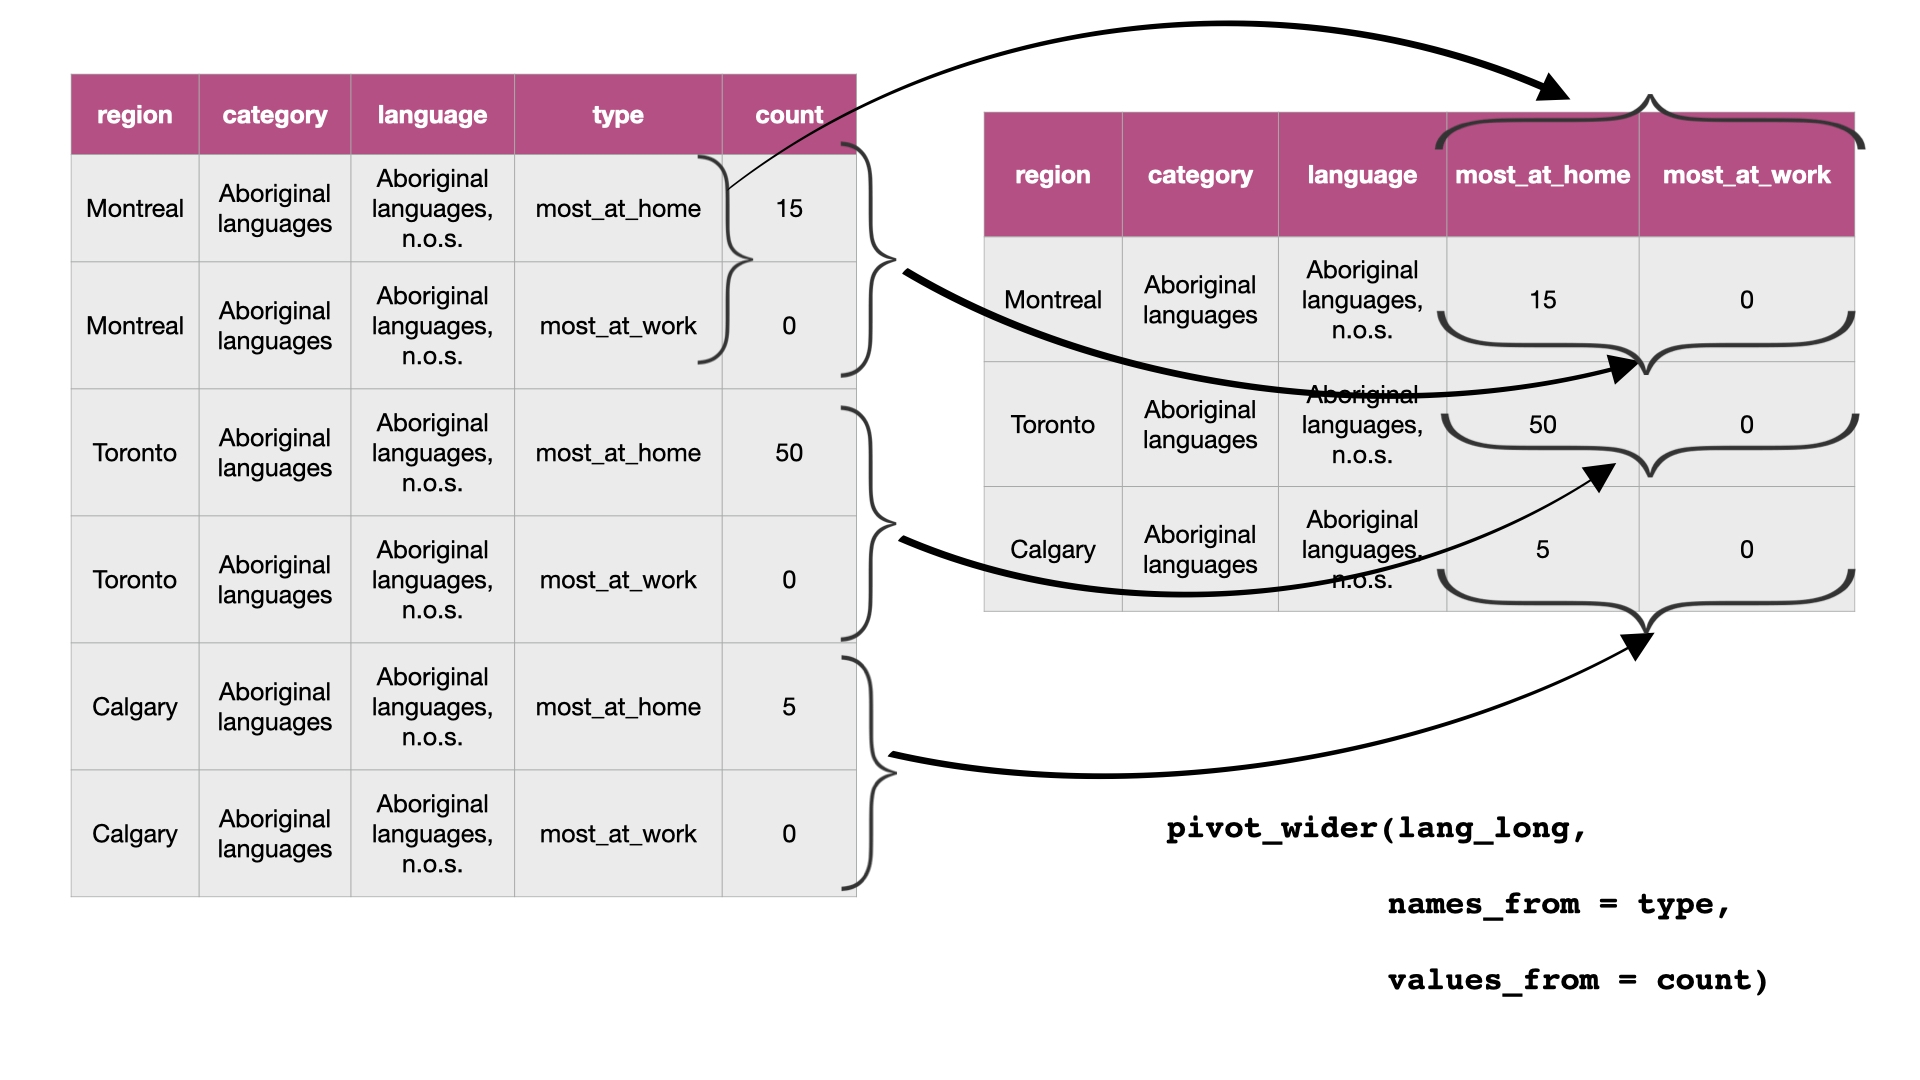 region category language type count
Montreal Aboriginal languages Aboriginal languages, n.o.s. most_at_home 15
Montreal Aboriginal languages Aboriginal languages, n.o.s. most_at_work 0
Toronto Aboriginal languages Aboriginal languages, n.o.s. most_at_home 50
Toronto Aboriginal languages Aboriginal languages, n.o.s. most_at_work 0
Calgary Aboriginal languages Aboriginal languages, n.o.s. most_at_home 5
Calgary Aboriginal languages Aboriginal languages, n.o.s. most_at_work 0
region category language most_at_home most_at_work
Montreal Aboriginal languages Aboriginal languages, n.o.s. 15 0
Toronto Aboriginal languages Aboriginal languages, n.o.s. 50 0
Calgary Aboriginal languages Aboriginal languages, n.o.s. 5 0
pivot_wider(lang_long,
names_from = type,
values_from = count)